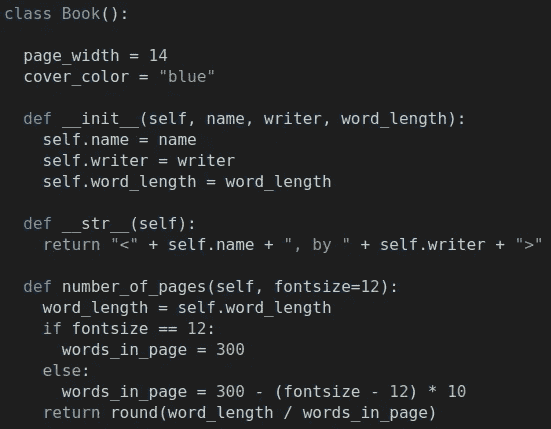 class Book():
  page_width = 14
  cover_color = "blue"
  def __init__(self, name, writer, word_length):
    self.name = name
    self.writer = writer
    self.word_length = word_length
  def __str__(self):
    return "<" + self.name + ", by " + self.writer + ">"
  def number_of_pages(self, fontsize=12):
    word_length = self.word_length
    if fontsize == 12:
      words_in_page = 300
    else:
      words_in_page = 300 - (fontsize - 12) * 10
    return round(word_length / words_in_page)